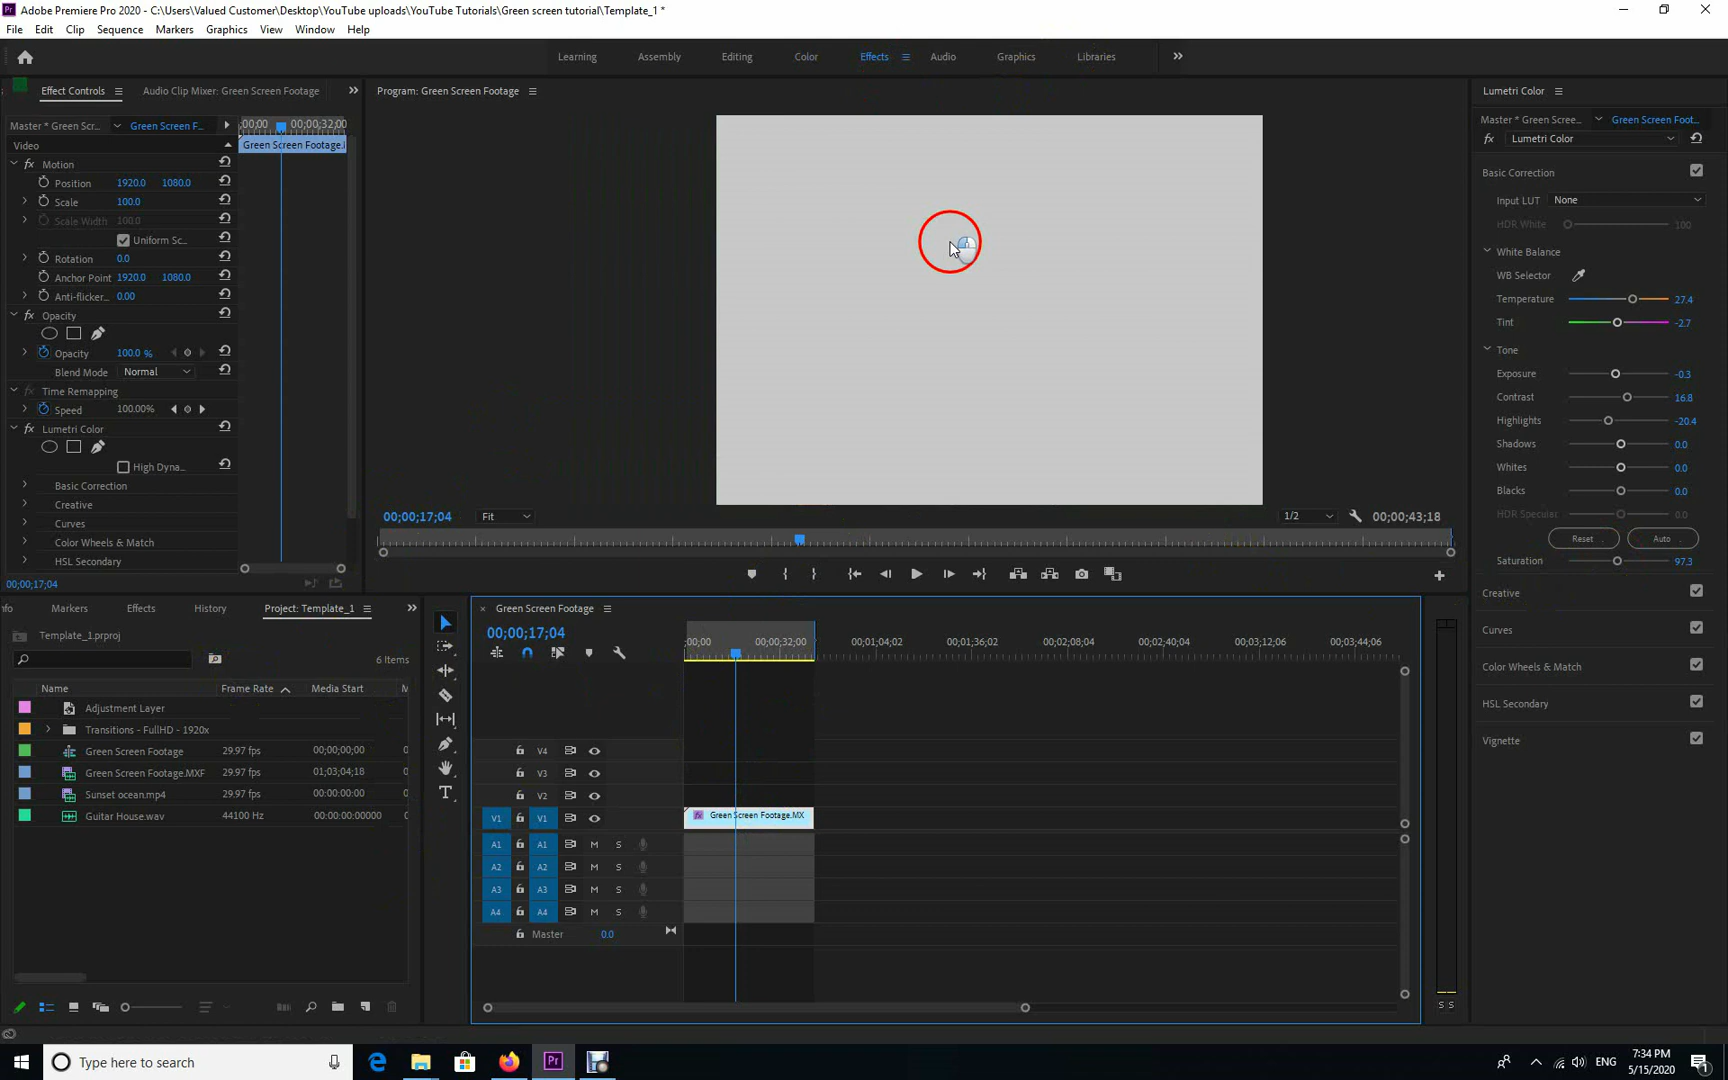 Adobe Premiere Pro 2020 - C:\Users\Valued Customer\Desktop\YouTube uploads\YouTube Tutorials\Green screen tutorial\Template_1 *
File Edit Clip Sequence Markers Graphics View Window Help
Learning Assembly Editing Color Effects Audio Graphics Libraries
Effect Controls Audio Clip Mixer: Green Screen Footage
Program: Green Screen Footage
Lumetri Color
Master * Green Scr... Green Screen F... ;00;00 00;00;32;00
Master * Green Scree... Green Screen Foot...
Video Green Screen Footage.
fx Lumetri Color
fx Motion
Basic Correction
Position 1920.0 1080.0
Input LUT None
Scale 100.0
HDR White 100
Scale Width 100.0
Uniform Sc...
White Balance
Rotation 0.0
WB Selector
Anchor Point 1920.0 1080.0
Anti-flicker... 0.00
Temperature 27.4
fx Opacity
Tint -2.7
Opacity 100.0 %
Tone
Blend Mode Normal
Exposure -0.3
fx Time Remapping
Contrast 16.8
Speed 100.00%
Highlights -20.4
fx Lumetri Color
Shadows 0.0
High Dyna...
Whites 0.0
Basic Correction
Blacks 0.0
Creative
HDR Specular 0.0
Curves
00;00;17;04 Fit 1/2 00;00;43;18
Color Wheels & Match
Reset Auto
HSL Secondary
Saturation 97.3
00;00;17;04
Creative
nfo Markers Effects History Project: Template_1
Green Screen Footage
Curves
Template_1.prproj
00;00;17;04
;00;00 00;00;32;00 00;01;04;02 00;01;36;02 00;02;08;04 00;02;40;04 00;03;12;06 00;03;44;06
6 Items
Color Wheels & Match
Name Frame Rate Media Start M
HSL Secondary
Adjustment Layer
Transitions - FullHD - 1920x
Vignette
Green Screen Footage 29.97 fps 00;00;00;00 0
V4
Green Screen Footage.MXF 29.97 fps 01;03;04;18 0
V3
Sunset ocean.mp4 29.97 fps 00:00:00:00 0
V2
Guitar House.wav 44100 Hz 00:00:00:00000 0
V1 V1 fx Green Screen Footage.MX
A1 A1 M S
A2 A2 M S
A3 A3 M S
A4 A4 M S
Master 0.0
S S
Type here to search
Pr
ENG
7:34 PM
5/15/2020
1